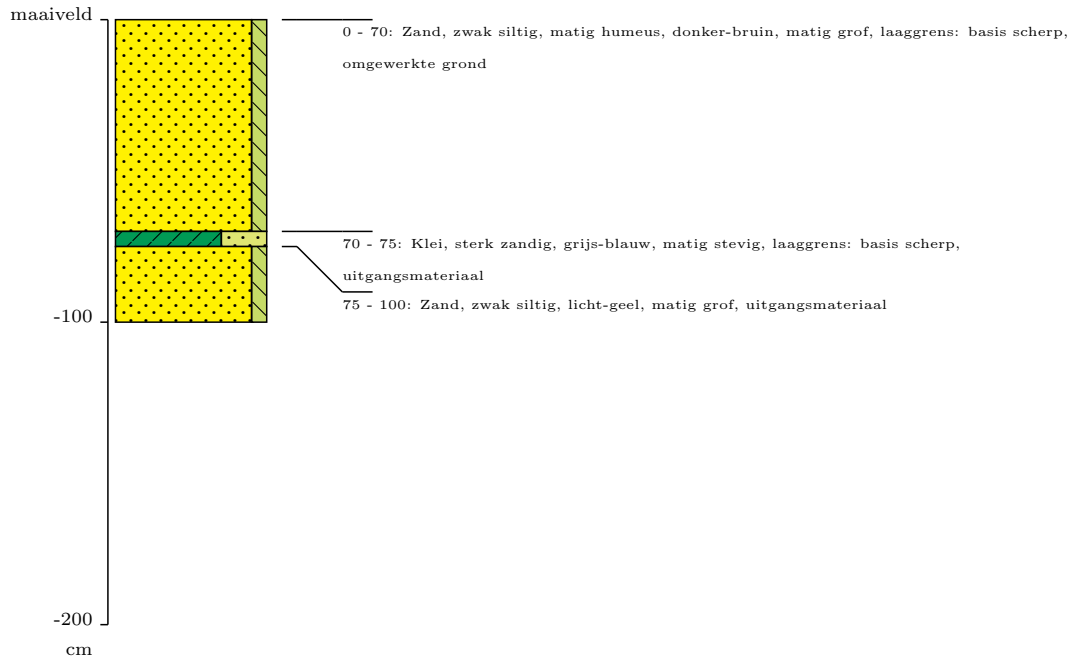 maaiveld
0 - 70: Zand, zwak siltig, matig humeus, donker-bruin, matig grof, laaggrens: basis scherp,
omgewerkte grond
70 - 75: Klei, sterk zandig, grijs-blauw, matig stevig, laaggrens: basis scherp,
uitgangsmateriaal
75 - 100: Zand, zwak siltig, licht-geel, matig grof, uitgangsmateriaal
-100
-200
cm